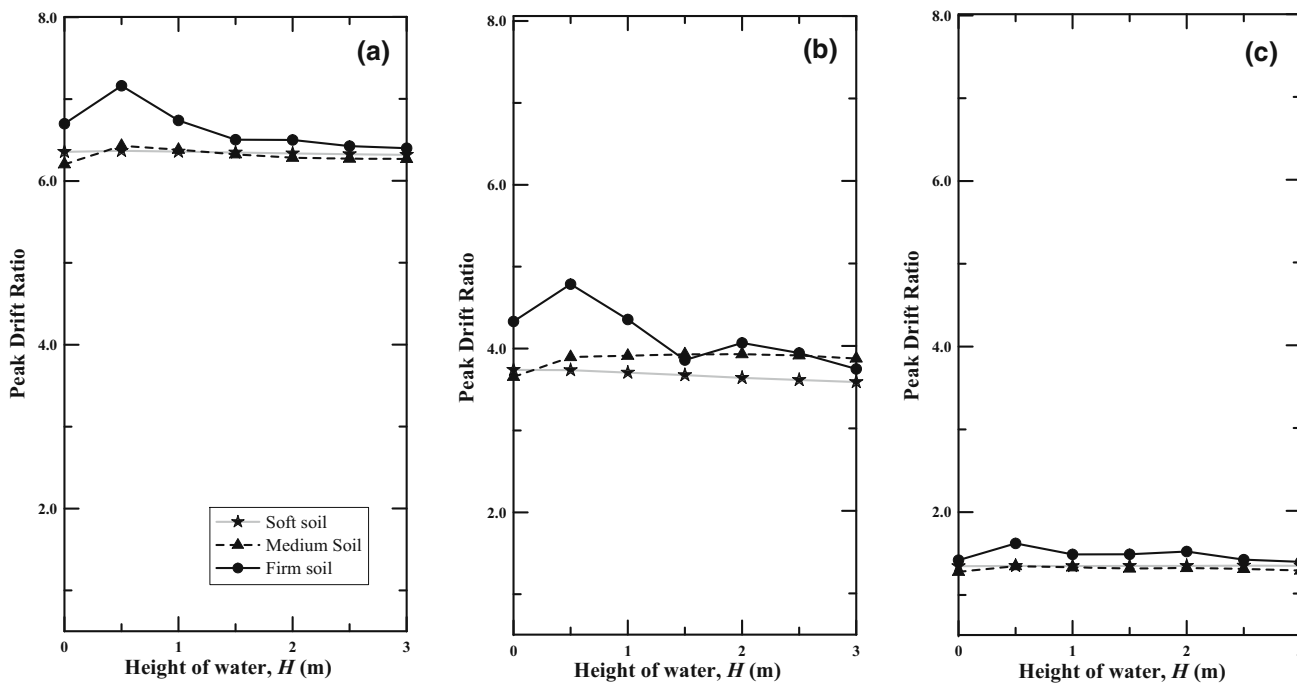 (a)
8.0
6.0
4.0
2.0
Peak Drift Ratio
Soft soil
Medium Soil
Firm soil
0 1 2 3
Height of water, H (m)
(b)
8.0
6.0
4.0
2.0
Peak Drift Ratio
0 1 2 3
Height of water, H (m)
(c)
8.0
6.0
4.0
2.0
Peak Drift Ratio
0 1 2
Height of water, H (m)